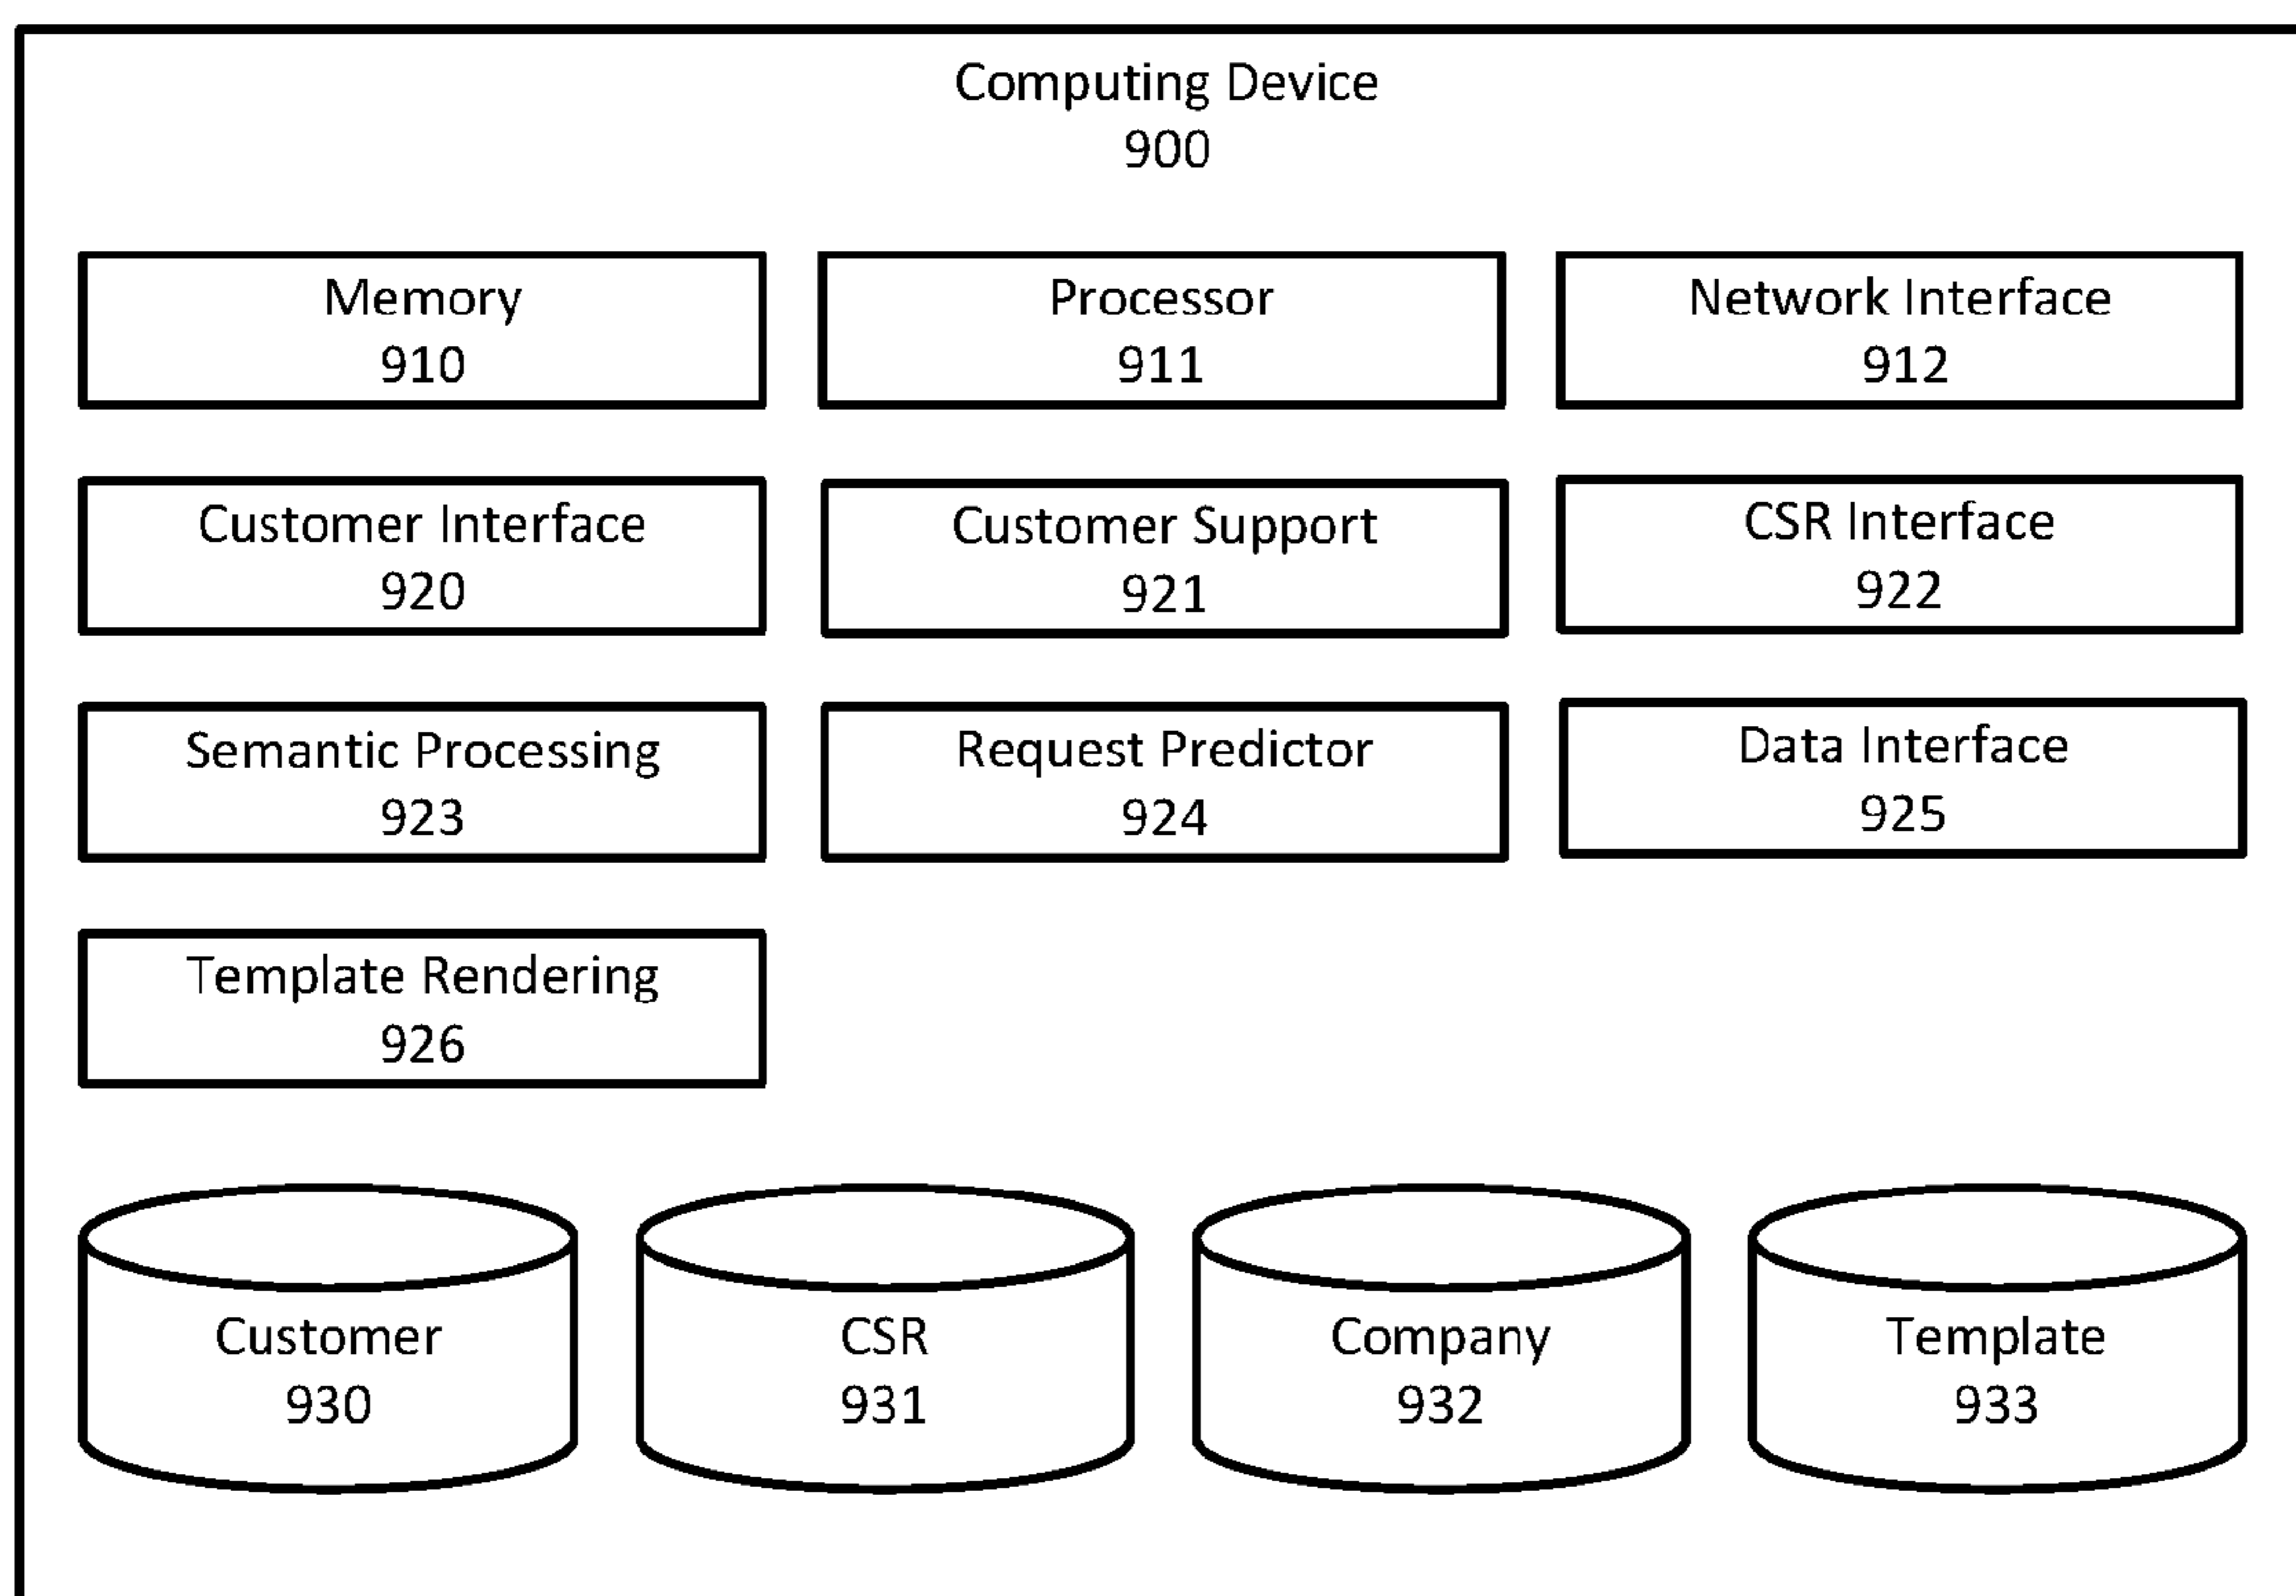 Computing Device
900
Memory
910
Processor
911
Network Interface
912
Customer Interface
920
Customer Support
921
CSR Interface
922
Semantic Processing
923
Request Predictor
924
Data Interface
925
Template Rendering
926
Customer
930
CSR
931
Company
932
Template
933